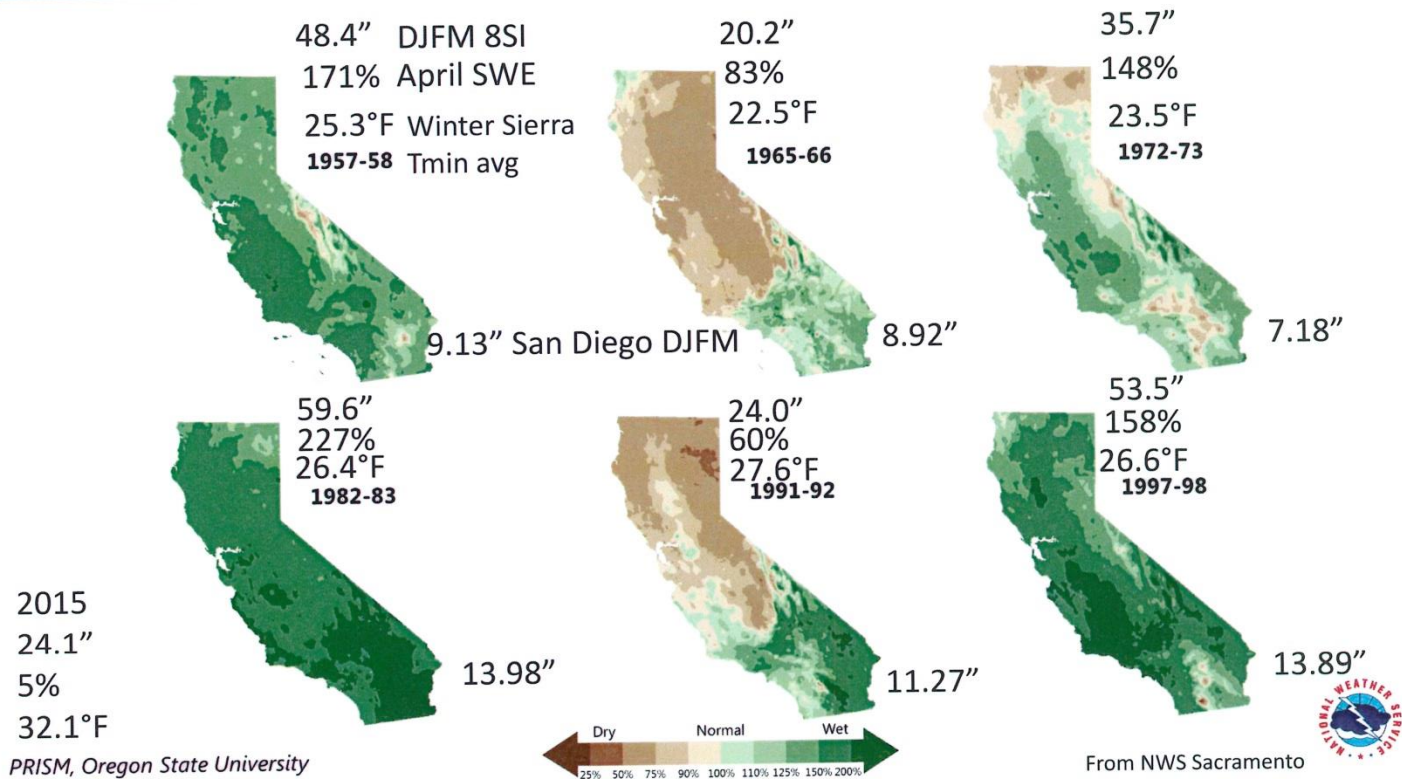 48.4” DJFM 8SI
171% April SWE
25.3°F Winter Sierra
1957-58 Tmin avg
9.13” San Diego DJFM
20.2”
83%
22.5°F
1965-66
8.92”
35.7”
148%
23.5°F
1972-73
7.18”
59.6”
227%
26.4°F
1982-83
13.98”
24.0”
60%
27.6°F
1991-92
11.27”
53.5”
158%
26.6°F
1997-98
13.89”
2015
24.1”
5%
32.1°F
PRISM, Oregon State University
Dry Normal Wet
25% 50% 75% 90% 100% 110% 125% 150% 200%
From NWS Sacramento
NATIONAL WEATHER SERVICE